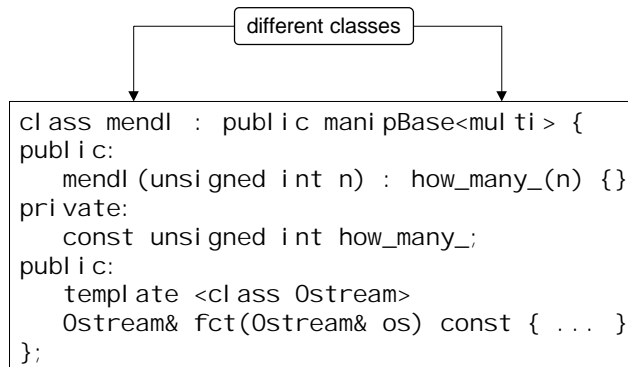 different classes
class mendl : public manipBase<multi> {
public:
mendl(unsigned int n) : how_many_(n) {}
private:
const unsigned int how_many_;
public:
template <class Ostream>
Ostream& fct(Ostream& os) const { ... }
};